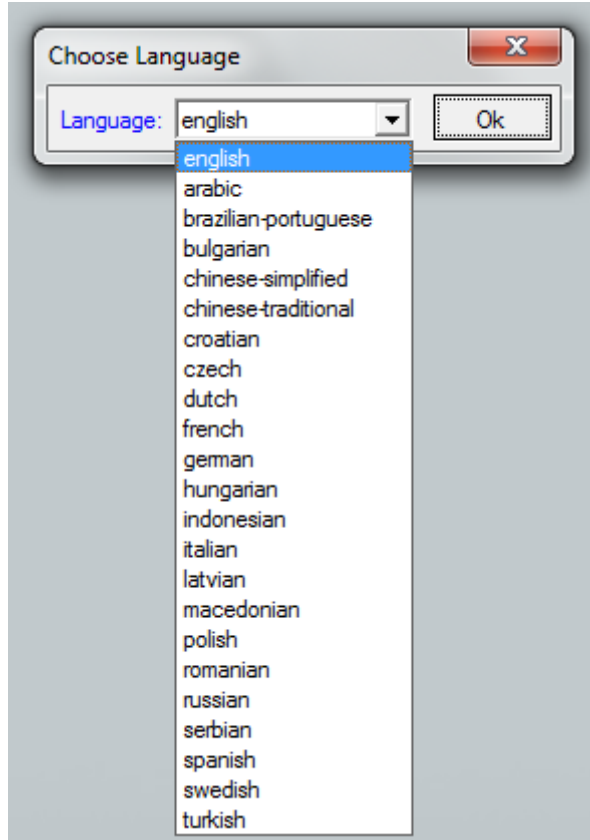 Choose Language
Language: english Ok
english
arabic
brazilian-portuguese
bulgarian
chinese-simplified
chinese-traditional
croatian
czech
dutch
french
german
hungarian
indonesian
italian
latvian
macedonian
polish
romanian
russian
serbian
spanish
swedish
turkish